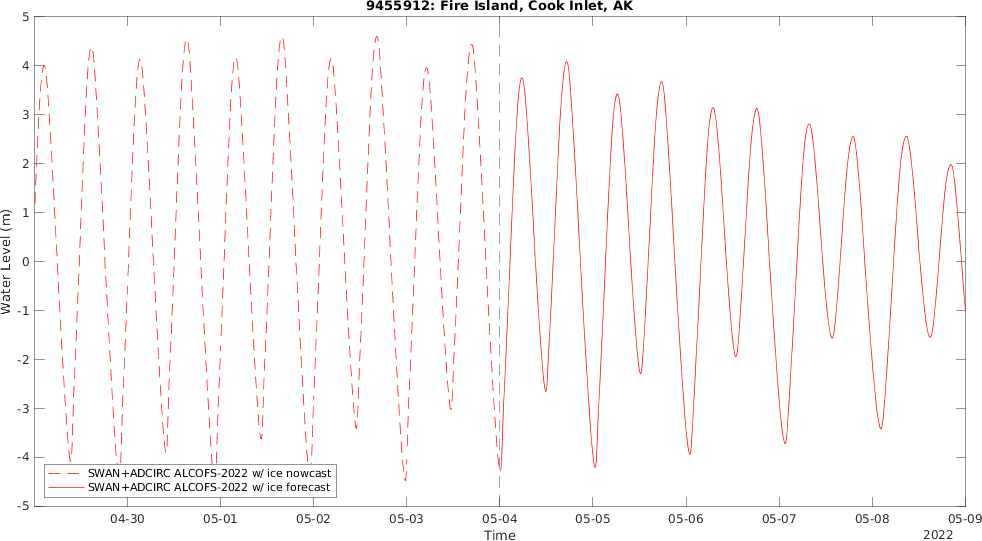 9455912: Fire Island, Cook Inlet, AK
5
4
3
2
1
0
-1
-2
-3
-4
-5
Water Level (m)
SWAN+ADCIRC ALCOFS-2022 w/ ice nowcast
SWAN+ADCIRC ALCOFS-2022 w/ ice forecast
04-30 05-01 05-02 05-03 05-04 05-05 05-06 05-07 05-08 05-09
Time
2022